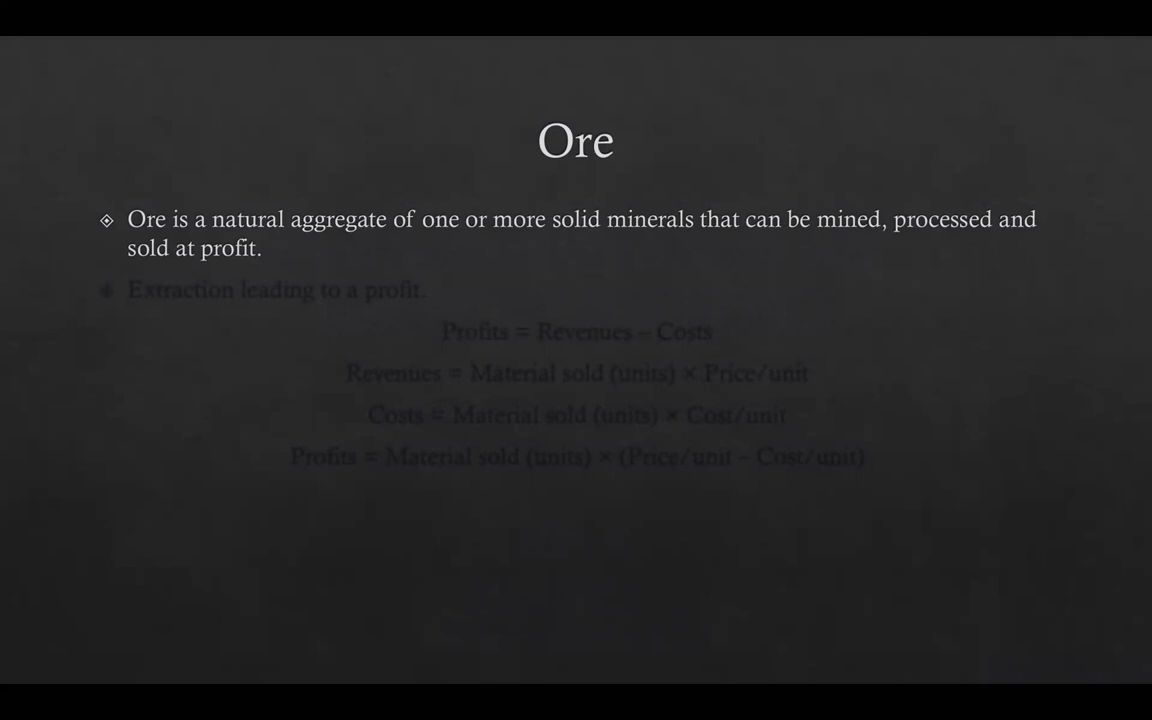 Ore
Ore is a natural aggregate of one or more solid minerals that can be mined, processed and
sold at profit.
Extraction leading to a profit.
Profits = Revenues – Costs
Revenues = Material sold (units) × Price/unit
Costs = Material sold (units) × Cost/unit
Profits = Material sold (units) × (Price/unit – Cost/unit)